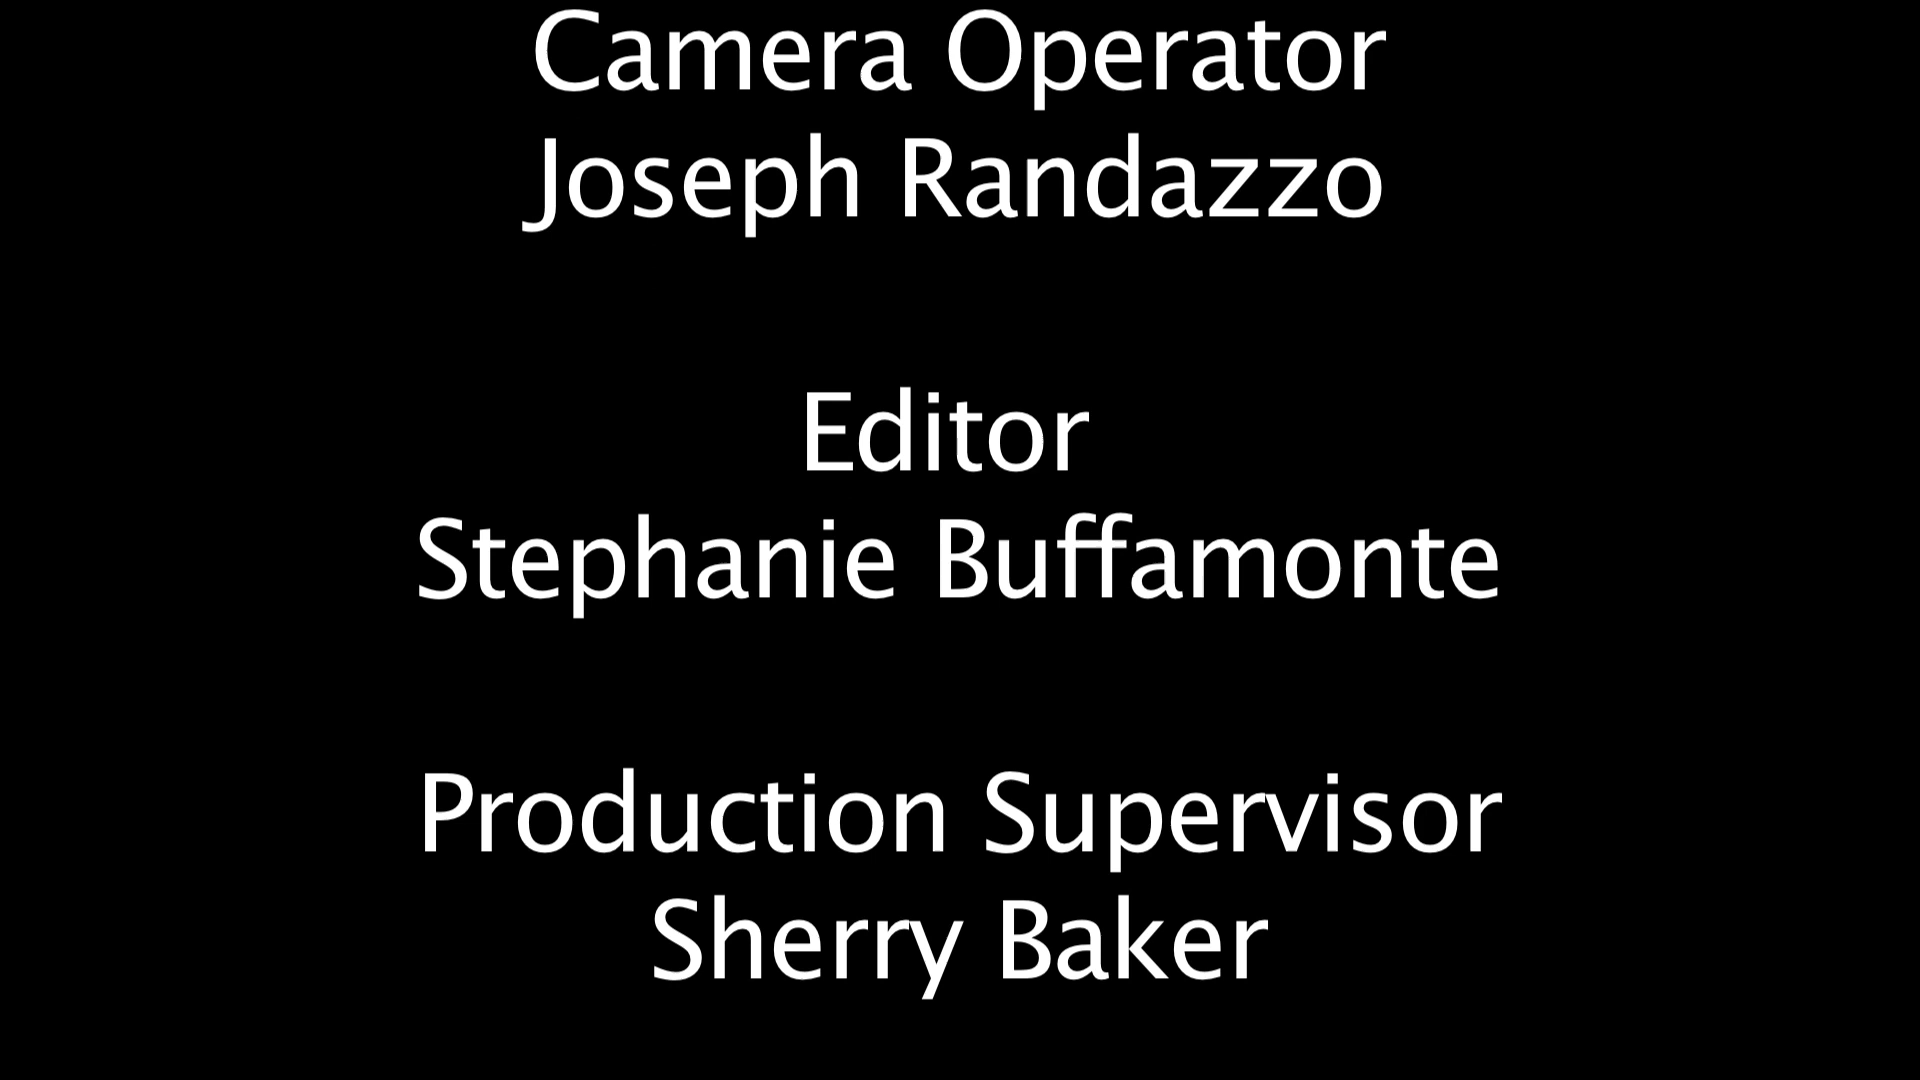 Camera Operator
Joseph Randazzo
Editor
Stephanie Buffamonte
Production Supervisor
Sherry Baker